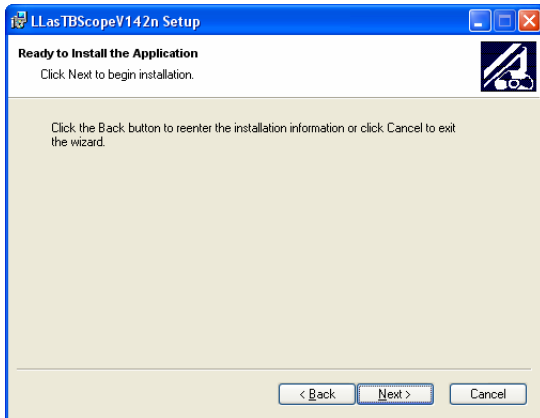 LLasTBScopeV142n Setup
Ready to Install the Application
Click Next to begin installation.
Click the Back button to reenter the installation information or click Cancel to exit
the wizard.
< Back Next > Cancel